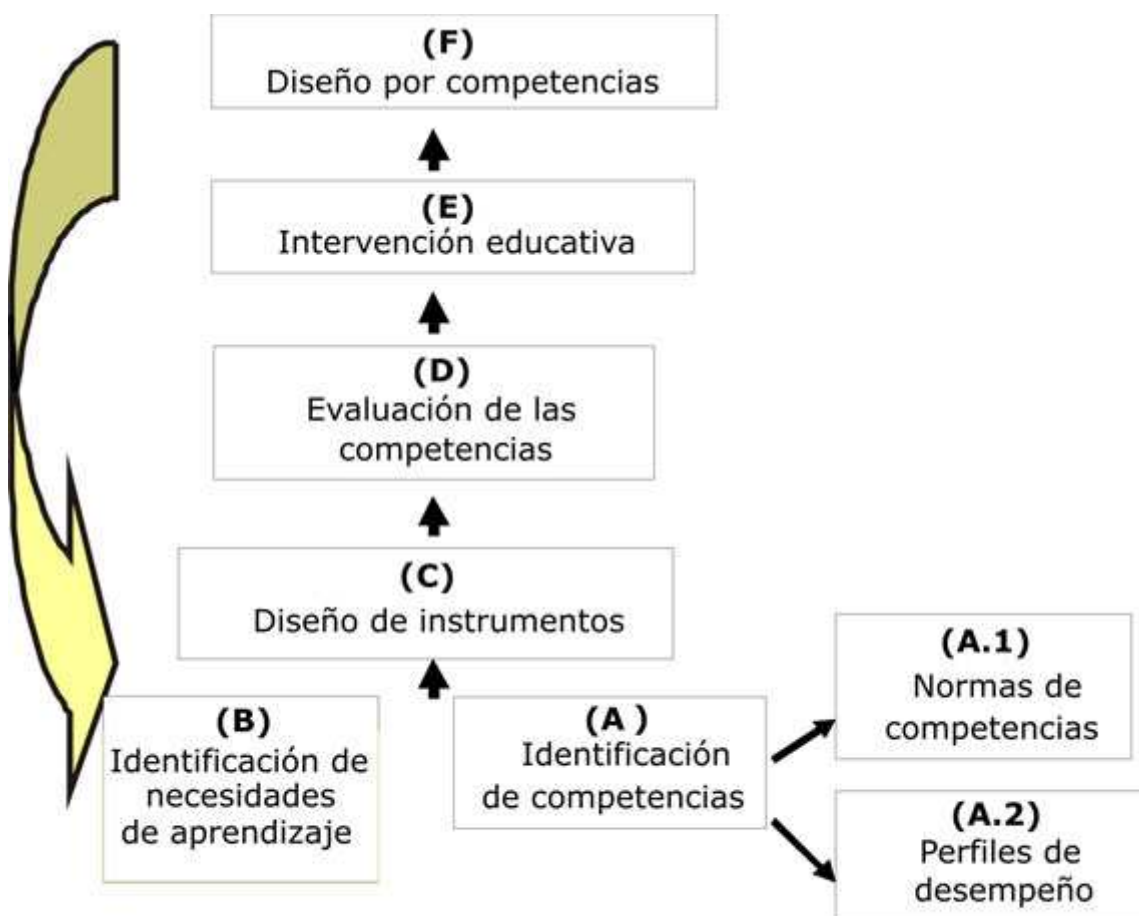 (F)
Diseño por competencias
(E)
Intervención educativa
(D)
Evaluación de las
competencias
(C)
Diseño de instrumentos
(B)
Identificación de
necesidades
de aprendizaje
(A )
Identificación
de competencias
(A.1)
Normas de
competencias
(A.2)
Perfiles de
desempeño